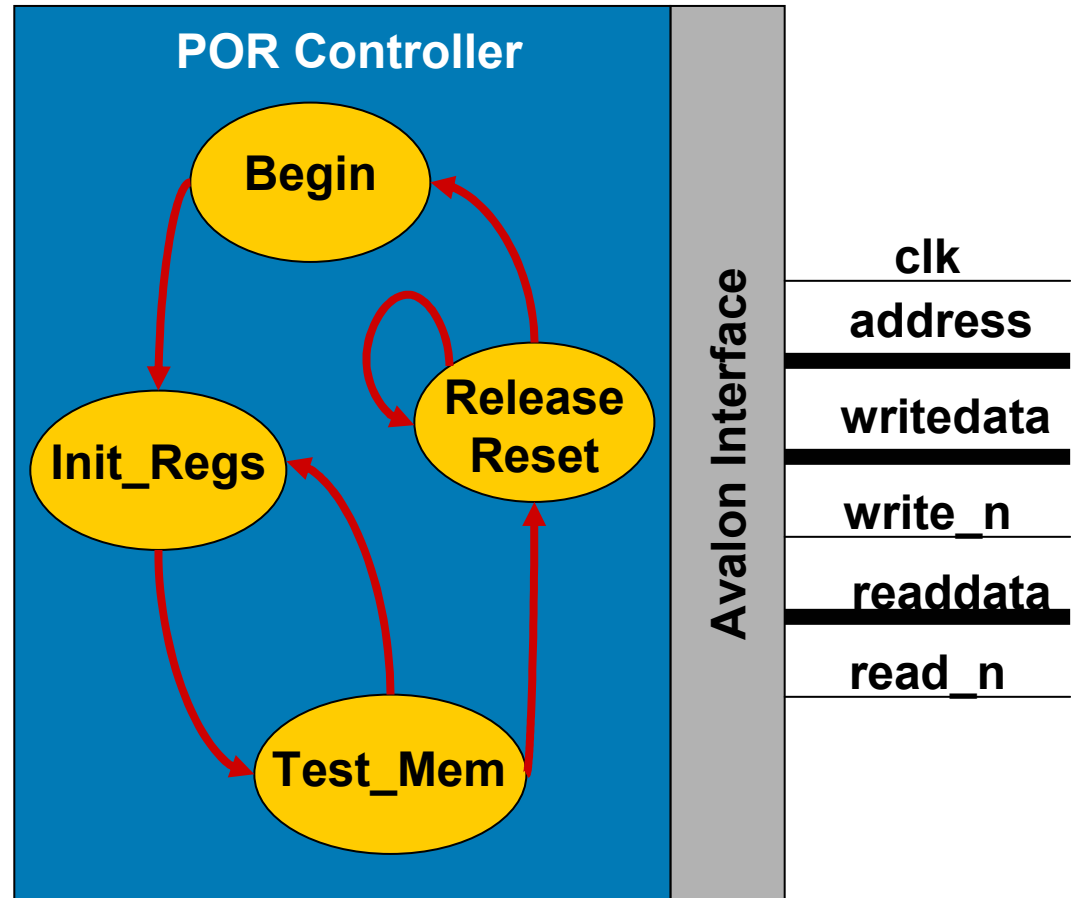 POR Controller
Begin
Release
Reset
Init_Regs
Test_Mem
Avalon Interface
clk
address
writedata
write_n
readdata
read_n